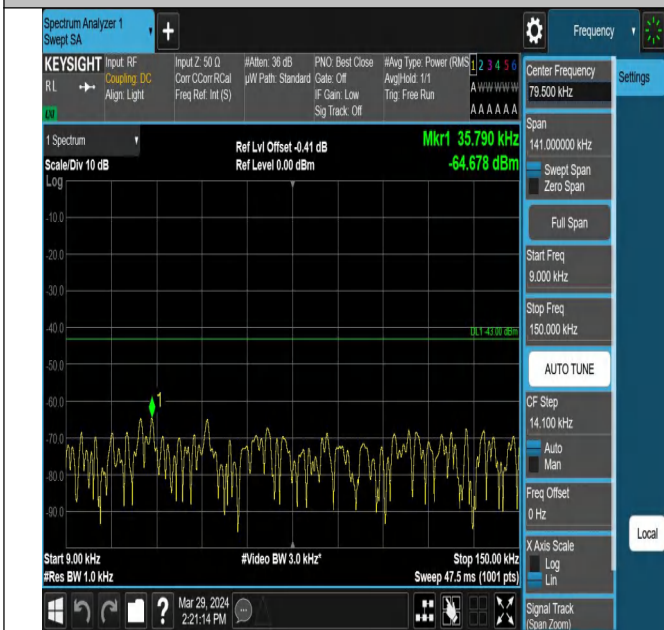 Spectrum Analyzer 1
Swept SA
+
Frequency
KEYSIGHT
RL
Input: RF
Coupling: DC
Align: Light
Input Z: 50 Ω
Corr CCorr RCal
Freq Ref: Int (S)
#Atten: 36 dB
µW Path: Standard
PNO: Best Close
Gate: Off
IF Gain: Low
Sig Track: Off
#Avg Type: Power (RMS
Avg|Hold: 1/1
Trig: Free Run
1 2 3 4 5 6
A W W W W W
A A A A A A
LXI
1 Spectrum
Scale/Div 10 dB
Ref Lvl Offset -0.41 dB
Ref Level 0.00 dBm
Mkr1 35.790 kHz
-64.678 dBm
Log
-10.0
-20.0
-30.0
-40.0
-50.0
-60.0
-70.0
-80.0
-90.0
DL1 -43.00 dBm
1
Start 9.00 kHz
#Res BW 1.0 kHz
#Video BW 3.0 kHz*
Stop 150.00 kHz
Sweep 47.5 ms (1001 pts)
?
Mar 29, 2024
2:21:14 PM
Center Frequency
79.500 kHz
Span
141.000000 kHz
Swept Span
Zero Span
Full Span
Start Freq
9.000 kHz
Stop Freq
150.000 kHz
AUTO TUNE
CF Step
14.100 kHz
Auto
Man
Freq Offset
0 Hz
X Axis Scale
Log
Lin
Signal Track
(Span Zoom)
Settings
Local